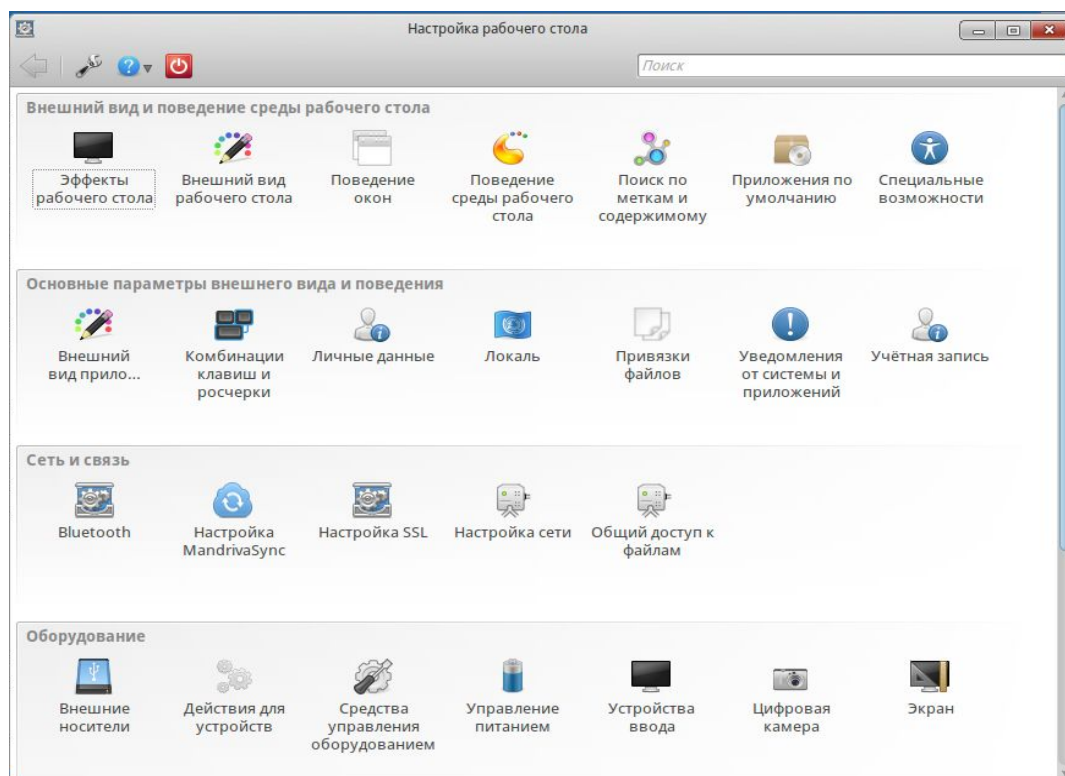 Настройка рабочего стола
Поиск
Внешний вид и поведение среды рабочего стола
Эффекты
рабочего стола
Внешний вид
рабочего стола
Поведение
окон
Поведение
среды рабочего
стола
Поиск по
меткам и
содержимому
Приложения по
умолчанию
Специальные
возможности
Основные параметры внешнего вида и поведения
Внешний
вид прило...
Комбинации
клавиш и
росчерки
Личные данные
Локаль
Привязки
файлов
Уведомления
от системы и
приложений
Учётная запись
Сеть и связь
Bluetooth
Настройка
MandrivaSync
Настройка SSL
Настройка сети
Общий доступ к
файлам
Оборудование
Внешние
носители
Действия для
устройств
Средства
управления
оборудованием
Управление
питанием
Устройства
ввода
Цифровая
камера
Экран